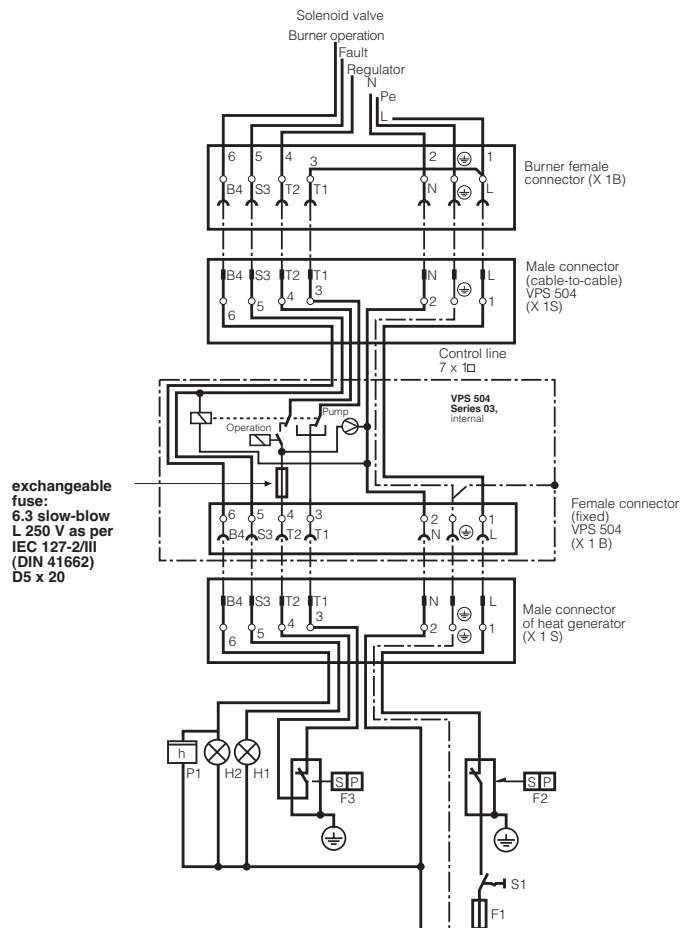 Solenoid valve
Burner operation
Fault
Regulator
N
Pe
L
6 5 4 3 2 1
B4 S3 T2 T1 N L
Burner female
connector (X 1B)
B4 S3 T2 T1 N L
6 5 4 3 2 1
Male connector
(cable-to-cable)
VPS 504
(X 1S)
Control line
7 x 1□
VPS 504
Series 03,
internal
Pump
Operation
exchangeable
fuse:
6.3 slow-blow
L 250 V as per
IEC 127-2/III
(DIN 41662)
D5 x 20
6 5 4 3 2 1
B4 S3 T2 T1 N L
Female connector
(fixed)
VPS 504
(X 1 B)
B4 S3 T2 T1 N L
6 5 4 3 2 1
Male connector
of heat generator
(X 1 S)
h
P1 H2 H1
S P
F3
S P
F2
S1
F1